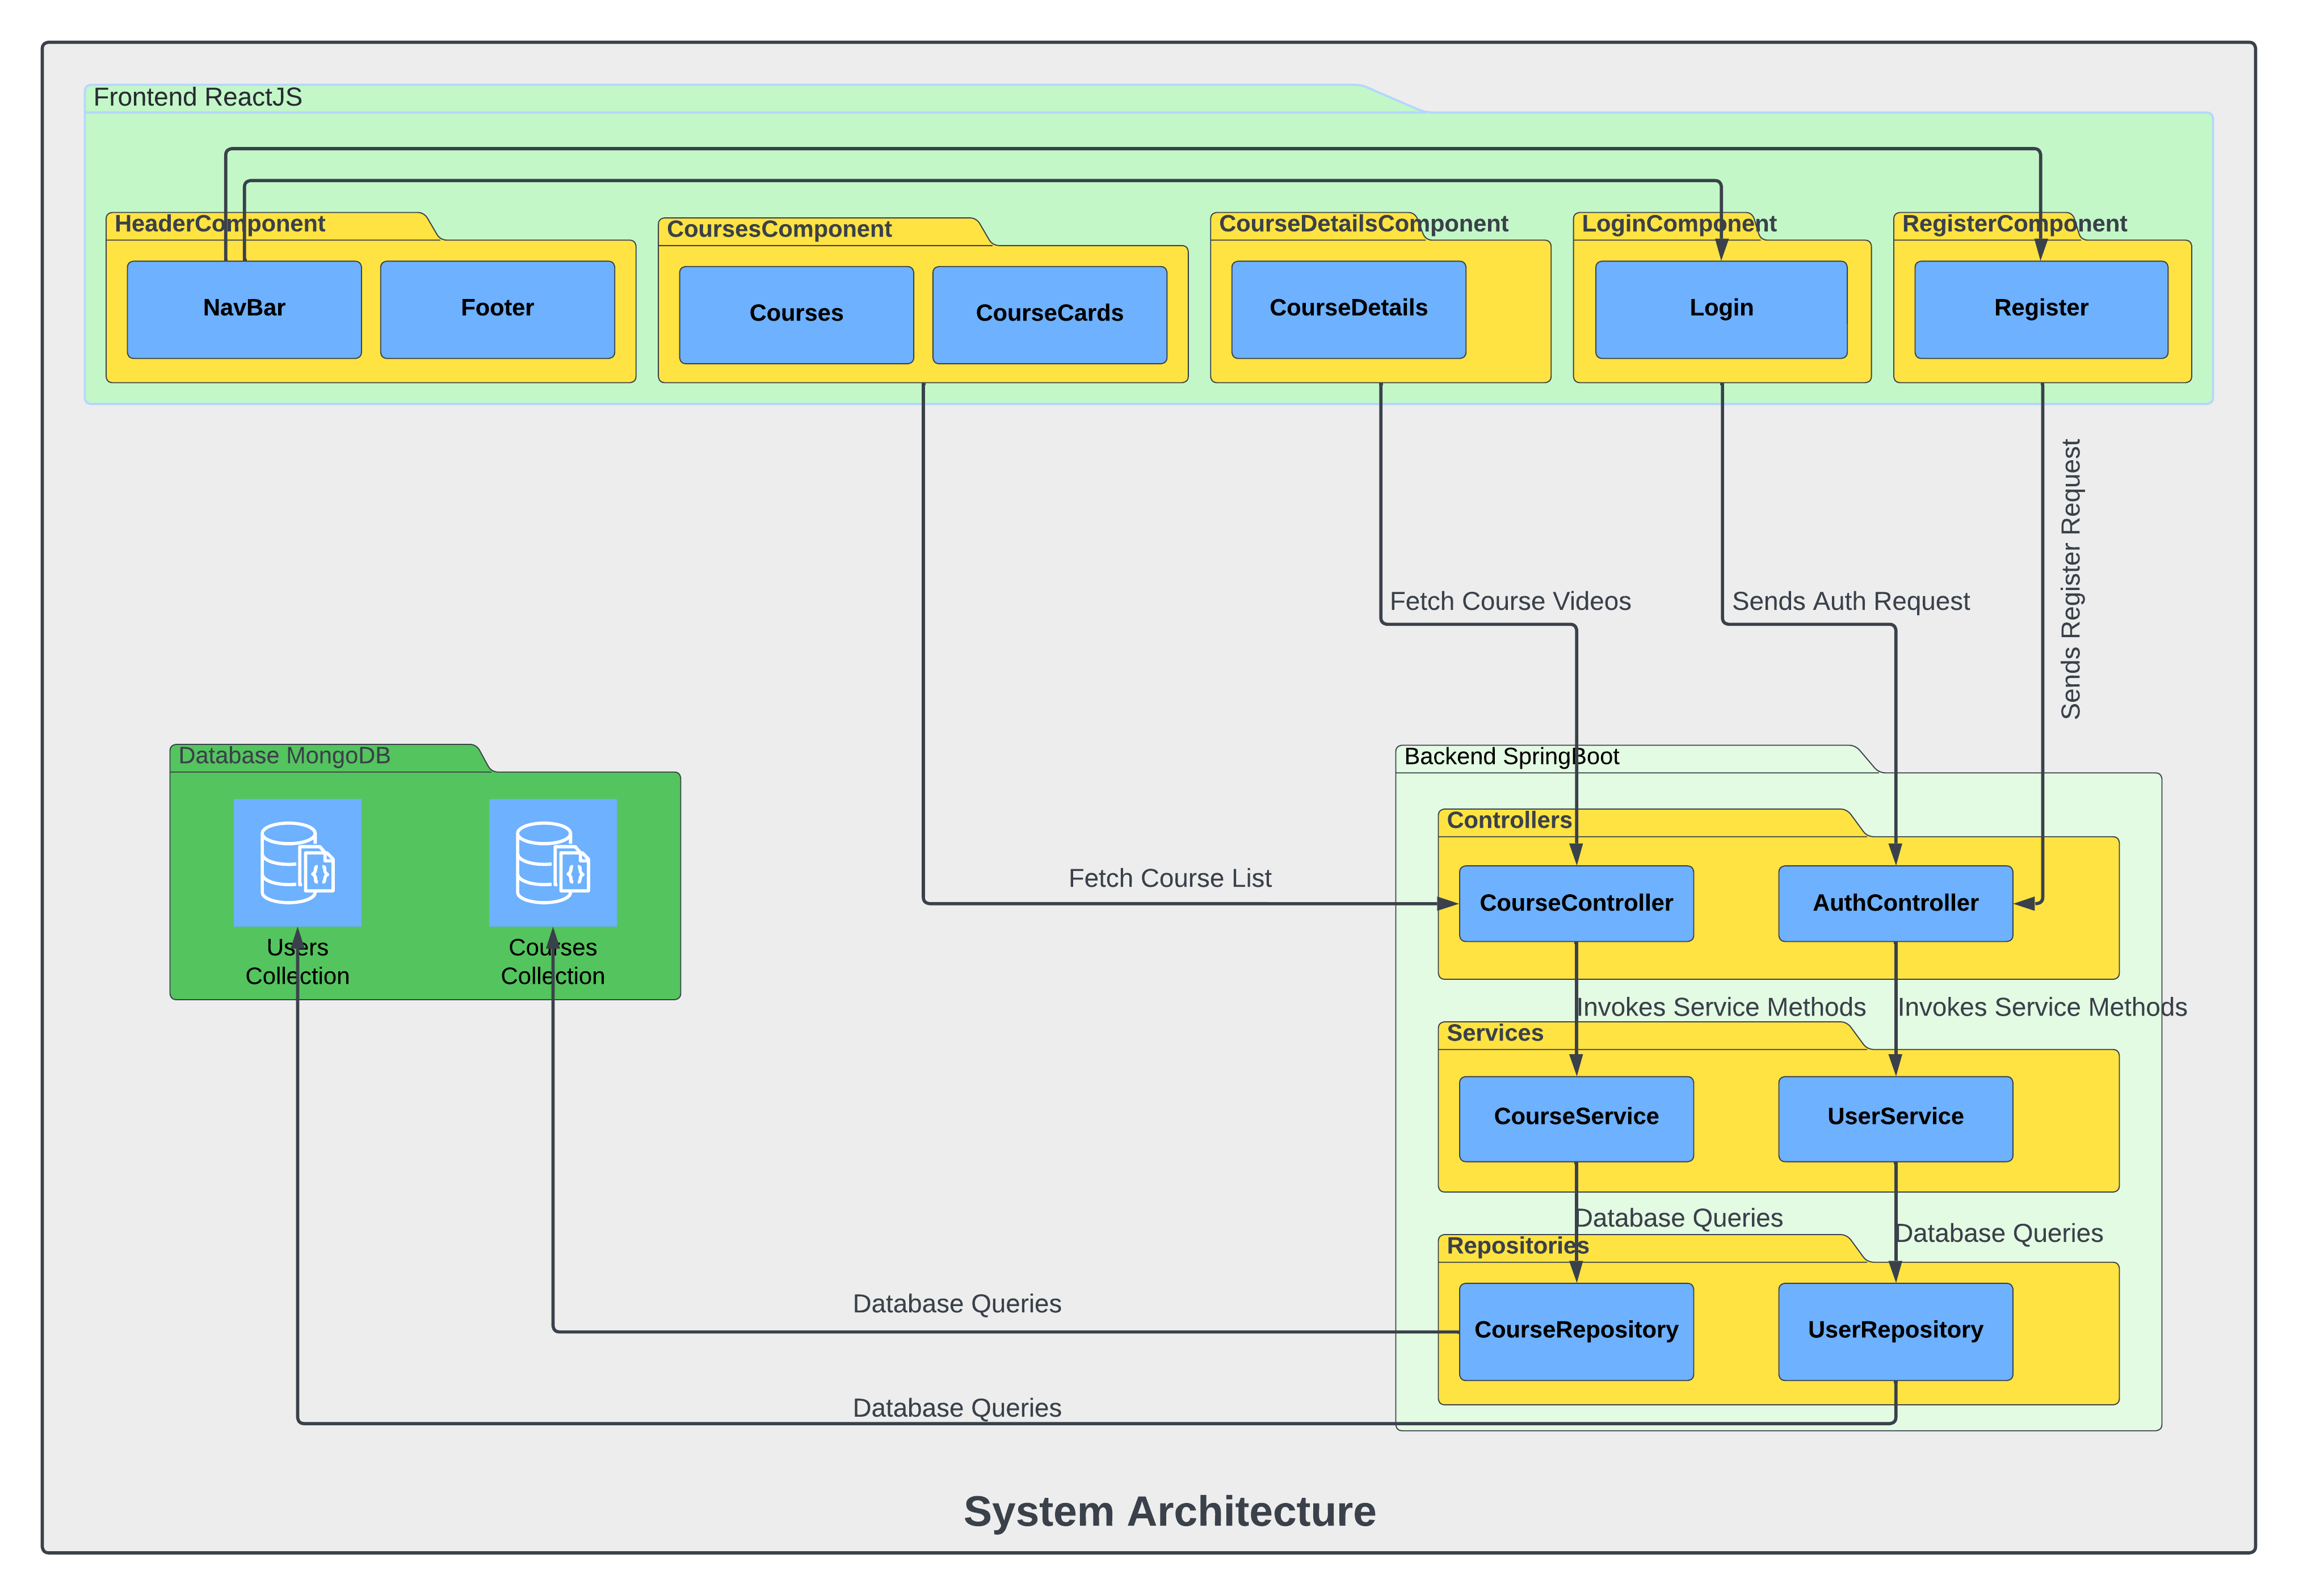 Frontend ReactJS
HeaderComponent
CoursesComponent
CourseDetailsComponent
LoginComponent
RegisterComponent
NavBar
Footer
Courses
CourseCards
CourseDetails
Login
Register
Sends Register Request
Fetch Course Videos
Sends Auth Request
Database MongoDB
Backend SpringBoot
Controllers
Fetch Course List
CourseController
AuthController
Users
Collection
Courses
Collection
Invokes Service Methods
Invokes Service Methods
Services
CourseService
UserService
Database Queries
Database Queries
Repositories
Database Queries
CourseRepository
UserRepository
Database Queries
System Architecture